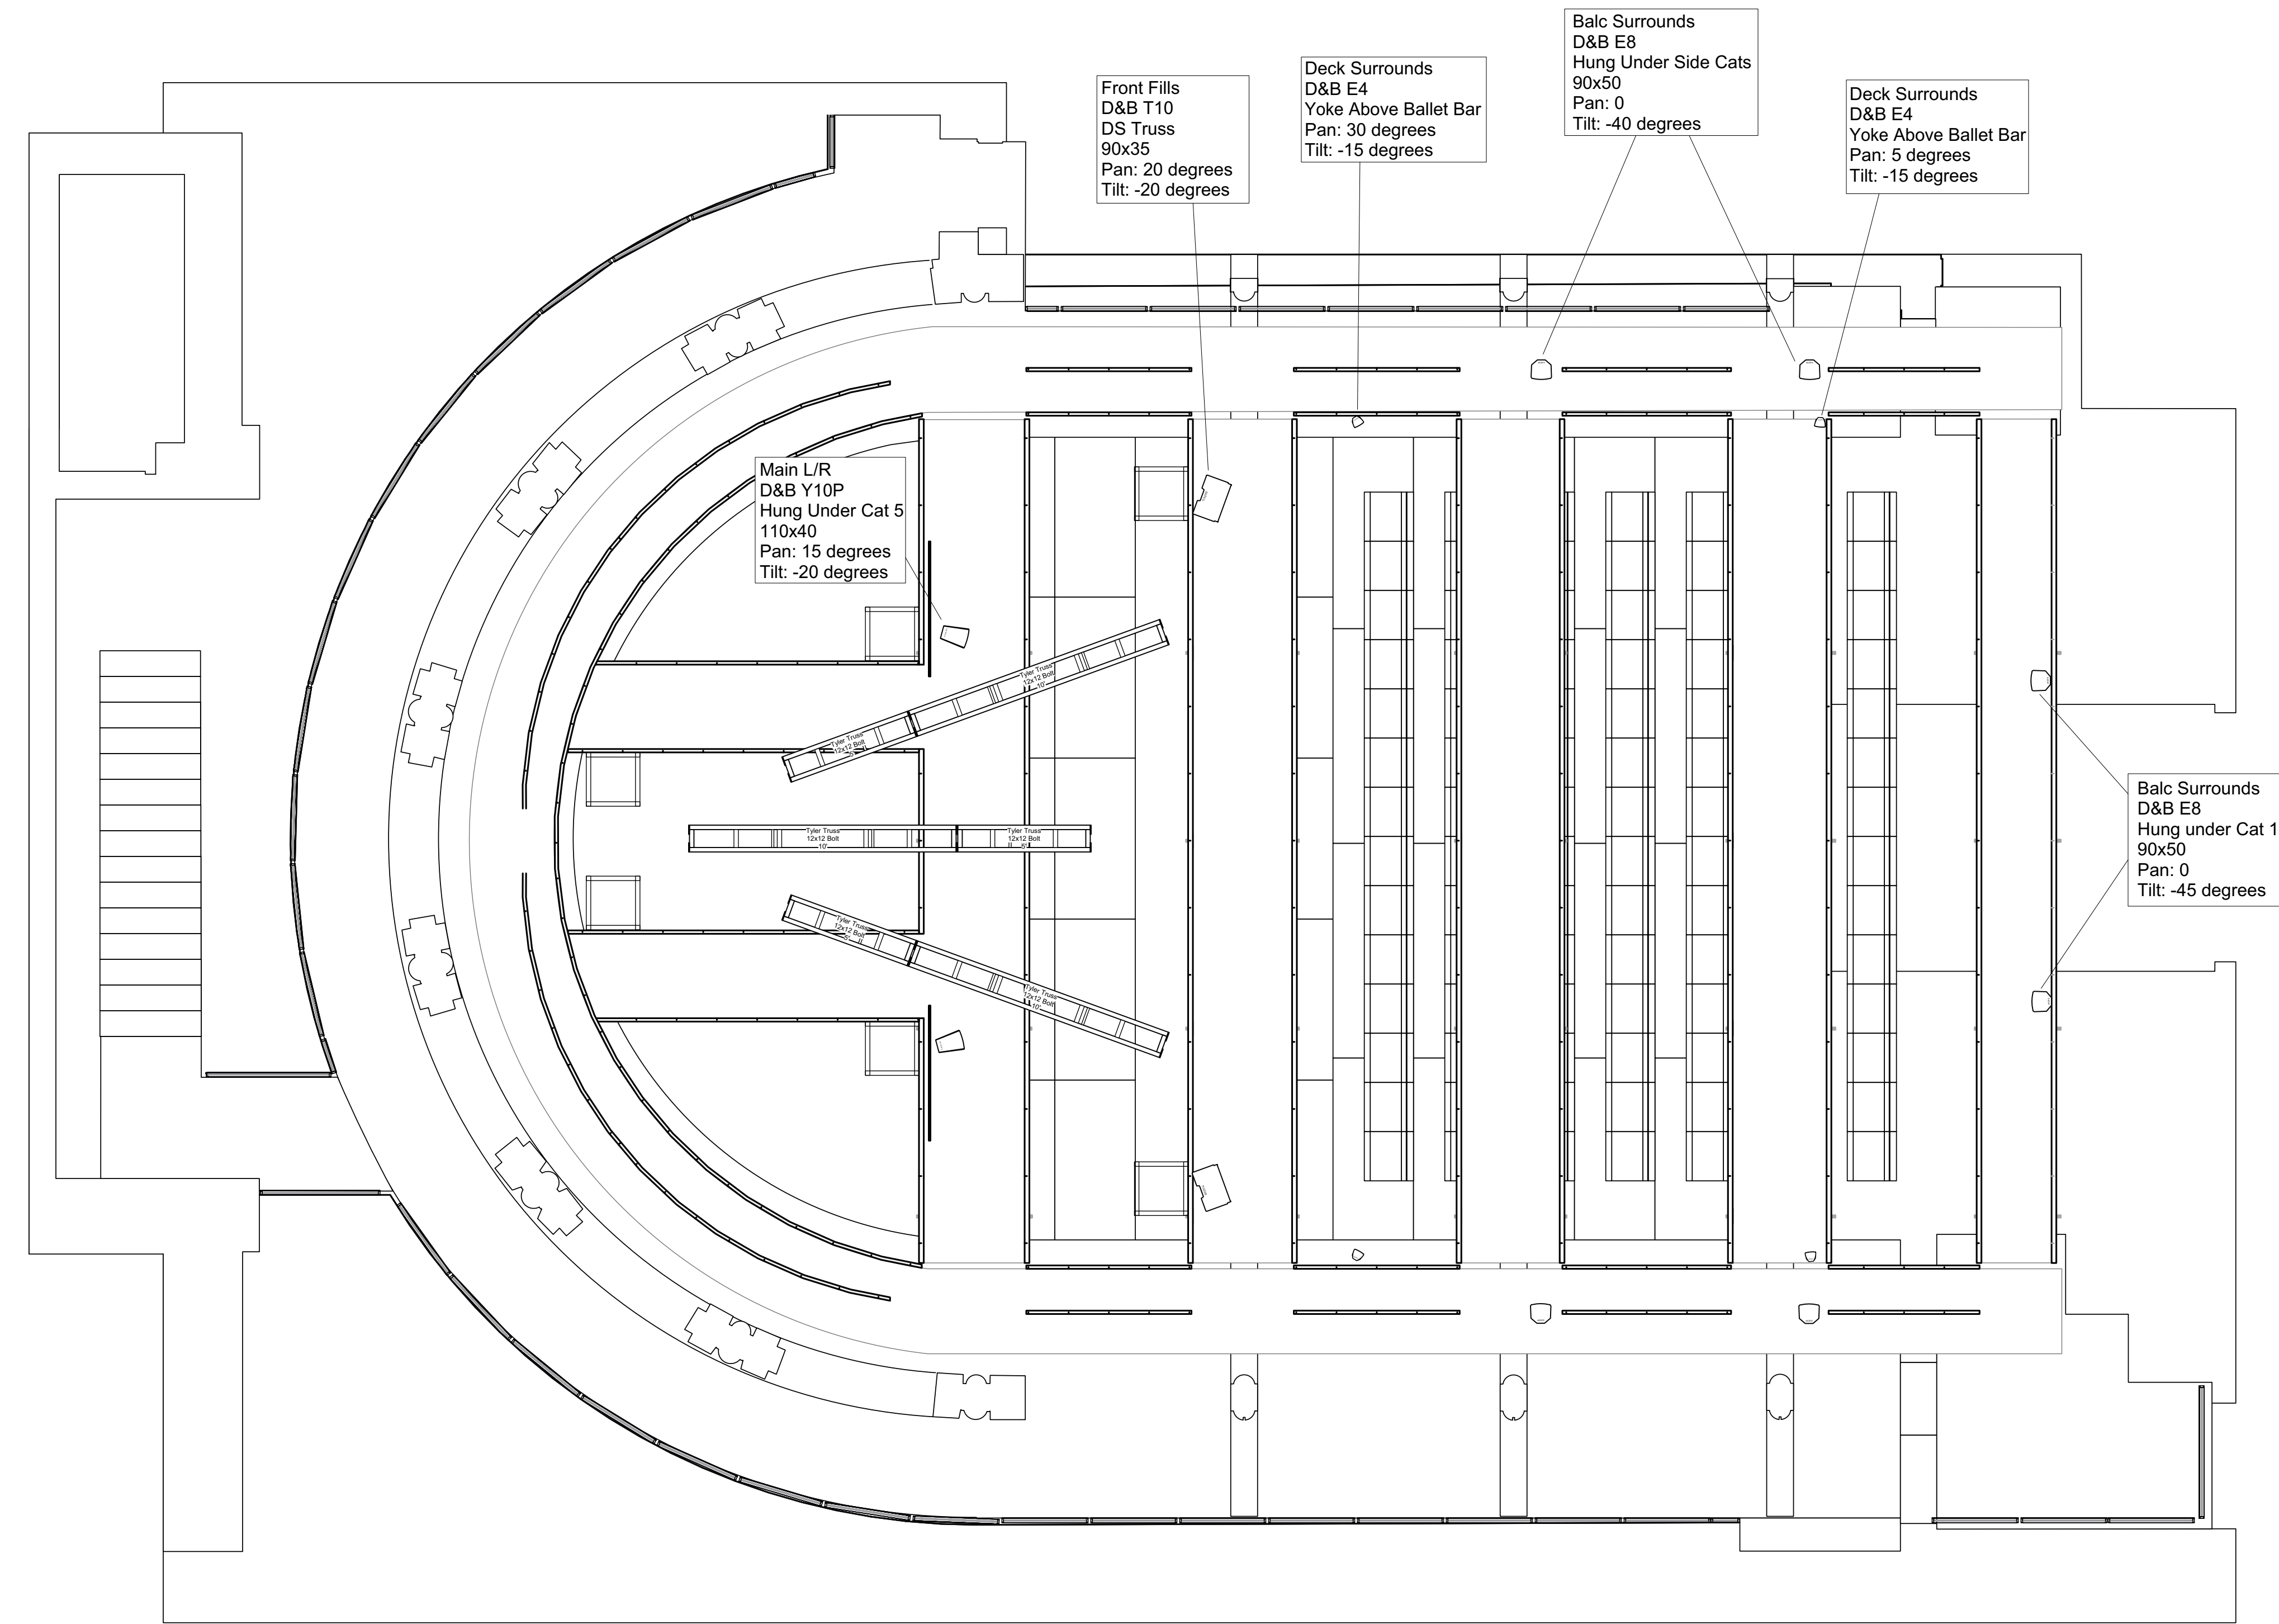 Balc Surrounds
D&B E8
Hung Under Side Cats
90x50
Pan: 0
Tilt: -40 degrees
Deck Surrounds
D&B E4
Yoke Above Ballet Bar
Pan: 30 degrees
Tilt: -15 degrees
Front Fills
D&B T10
DS Truss
90x35
Pan: 20 degrees
Tilt: -20 degrees
Deck Surrounds
D&B E4
Yoke Above Ballet Bar
Pan: 5 degrees
Tilt: -15 degrees
Main L/R
D&B Y10P
Hung Under Cat 5
110x40
Pan: 15 degrees
Tilt: -20 degrees
Tyler Truss
12x12 Bolt
10'
Tyler Truss
12x12 Bolt
5'
Tyler Truss
12x12 Bolt
10'
Tyler Truss
12x12 Bolt
5'
Balc Surrounds
D&B E8
Hung under Cat 1
90x50
Pan: 0
Tilt: -45 degrees
Tyler Truss
12x12 Bolt
5'
Tyler Truss
12x12 Bolt
10'